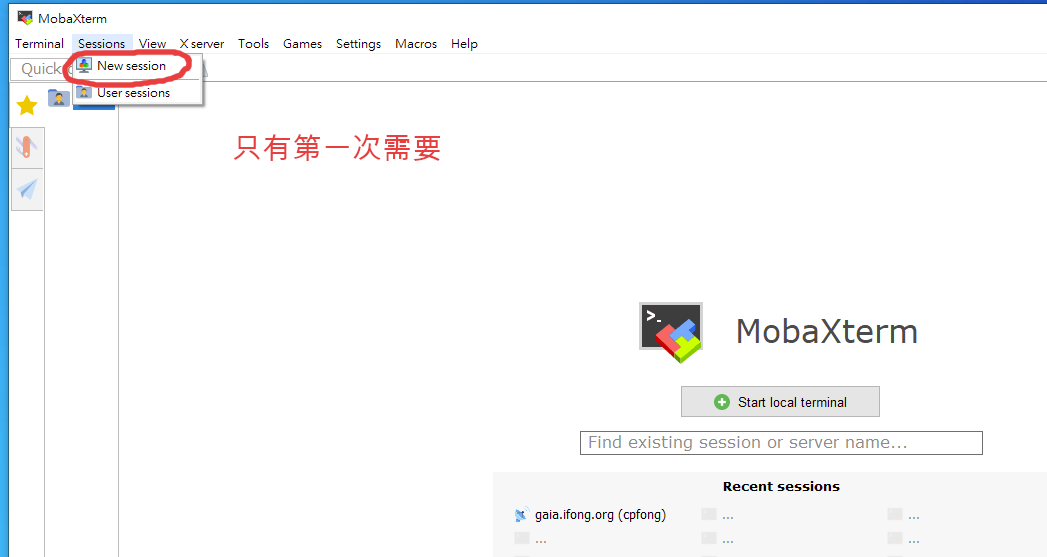 MobaXterm
Terminal Sessions View X server Tools Games Settings Macros Help
Quick
New session
User sessions
只有第一次需要
MobaXterm
Start local terminal
Find existing session or server name...
Recent sessions
gaia.ifong.org (cpfong) ... ...
... ... ...